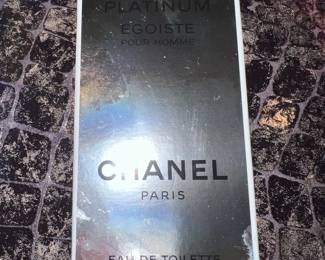 PLATINUM
EGOISTE
POUR HOMME
CHANEL
PARIS
EAU DE TOILETTE